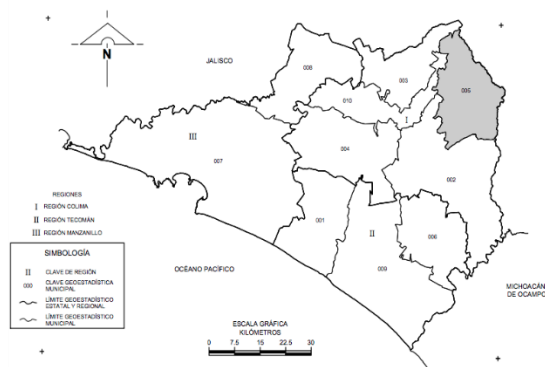 N
JALISCO
008
003
005
010
I
III
007
004
002
REGIONES
I REGIÓN COLIMA
II REGIÓN TECOMÁN
III REGIÓN MANZANILLO
001
II
006
009
SIMBOLOGÍA
II CLAVE DE REGIÓN
000 CLAVE GEOESTADÍSTICA
MUNICIPAL
LÍMITE GEOESTADÍSTICO
ESTATAL Y REGIONAL
LÍMITE GEOESTADÍSTICO
MUNICIPAL
OCÉANO PACÍFICO
MICHOACÁN
DE OCAMPO
ESCALA GRÁFICA
KILÓMETROS
0 7.5 15 22.5 30